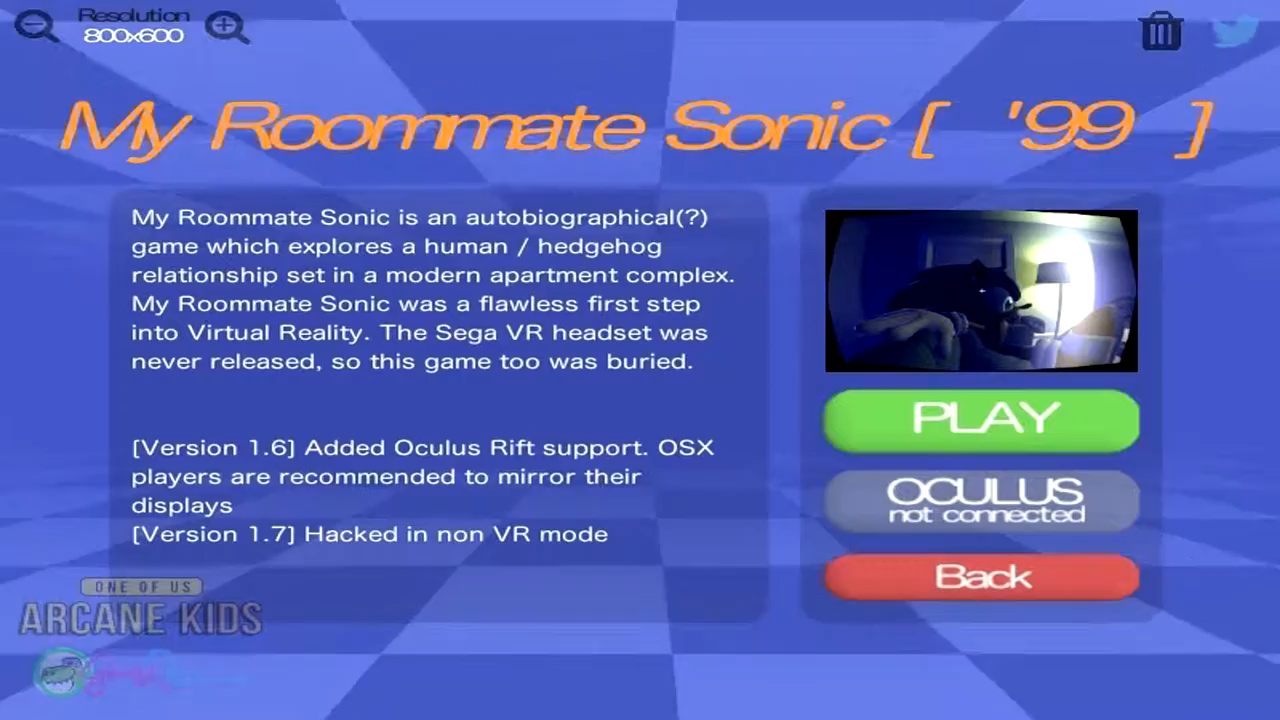 Resolution
800x600
My Roommate Sonic [ '99 ]
My Roommate Sonic is an autobiographical(?)
game which explores a human / hedgehog
relationship set in a modern apartment complex.
My Roommate Sonic was a flawless first step
into Virtual Reality. The Sega VR headset was
never released, so this game too was buried.
[Version 1.6] Added Oculus Rift support. OSX
players are recommended to mirror their
displays
[Version 1.7] Hacked in non VR mode
PLAY
OCULUS
not connected
Back
ONE OF US
ARCANE KIDS